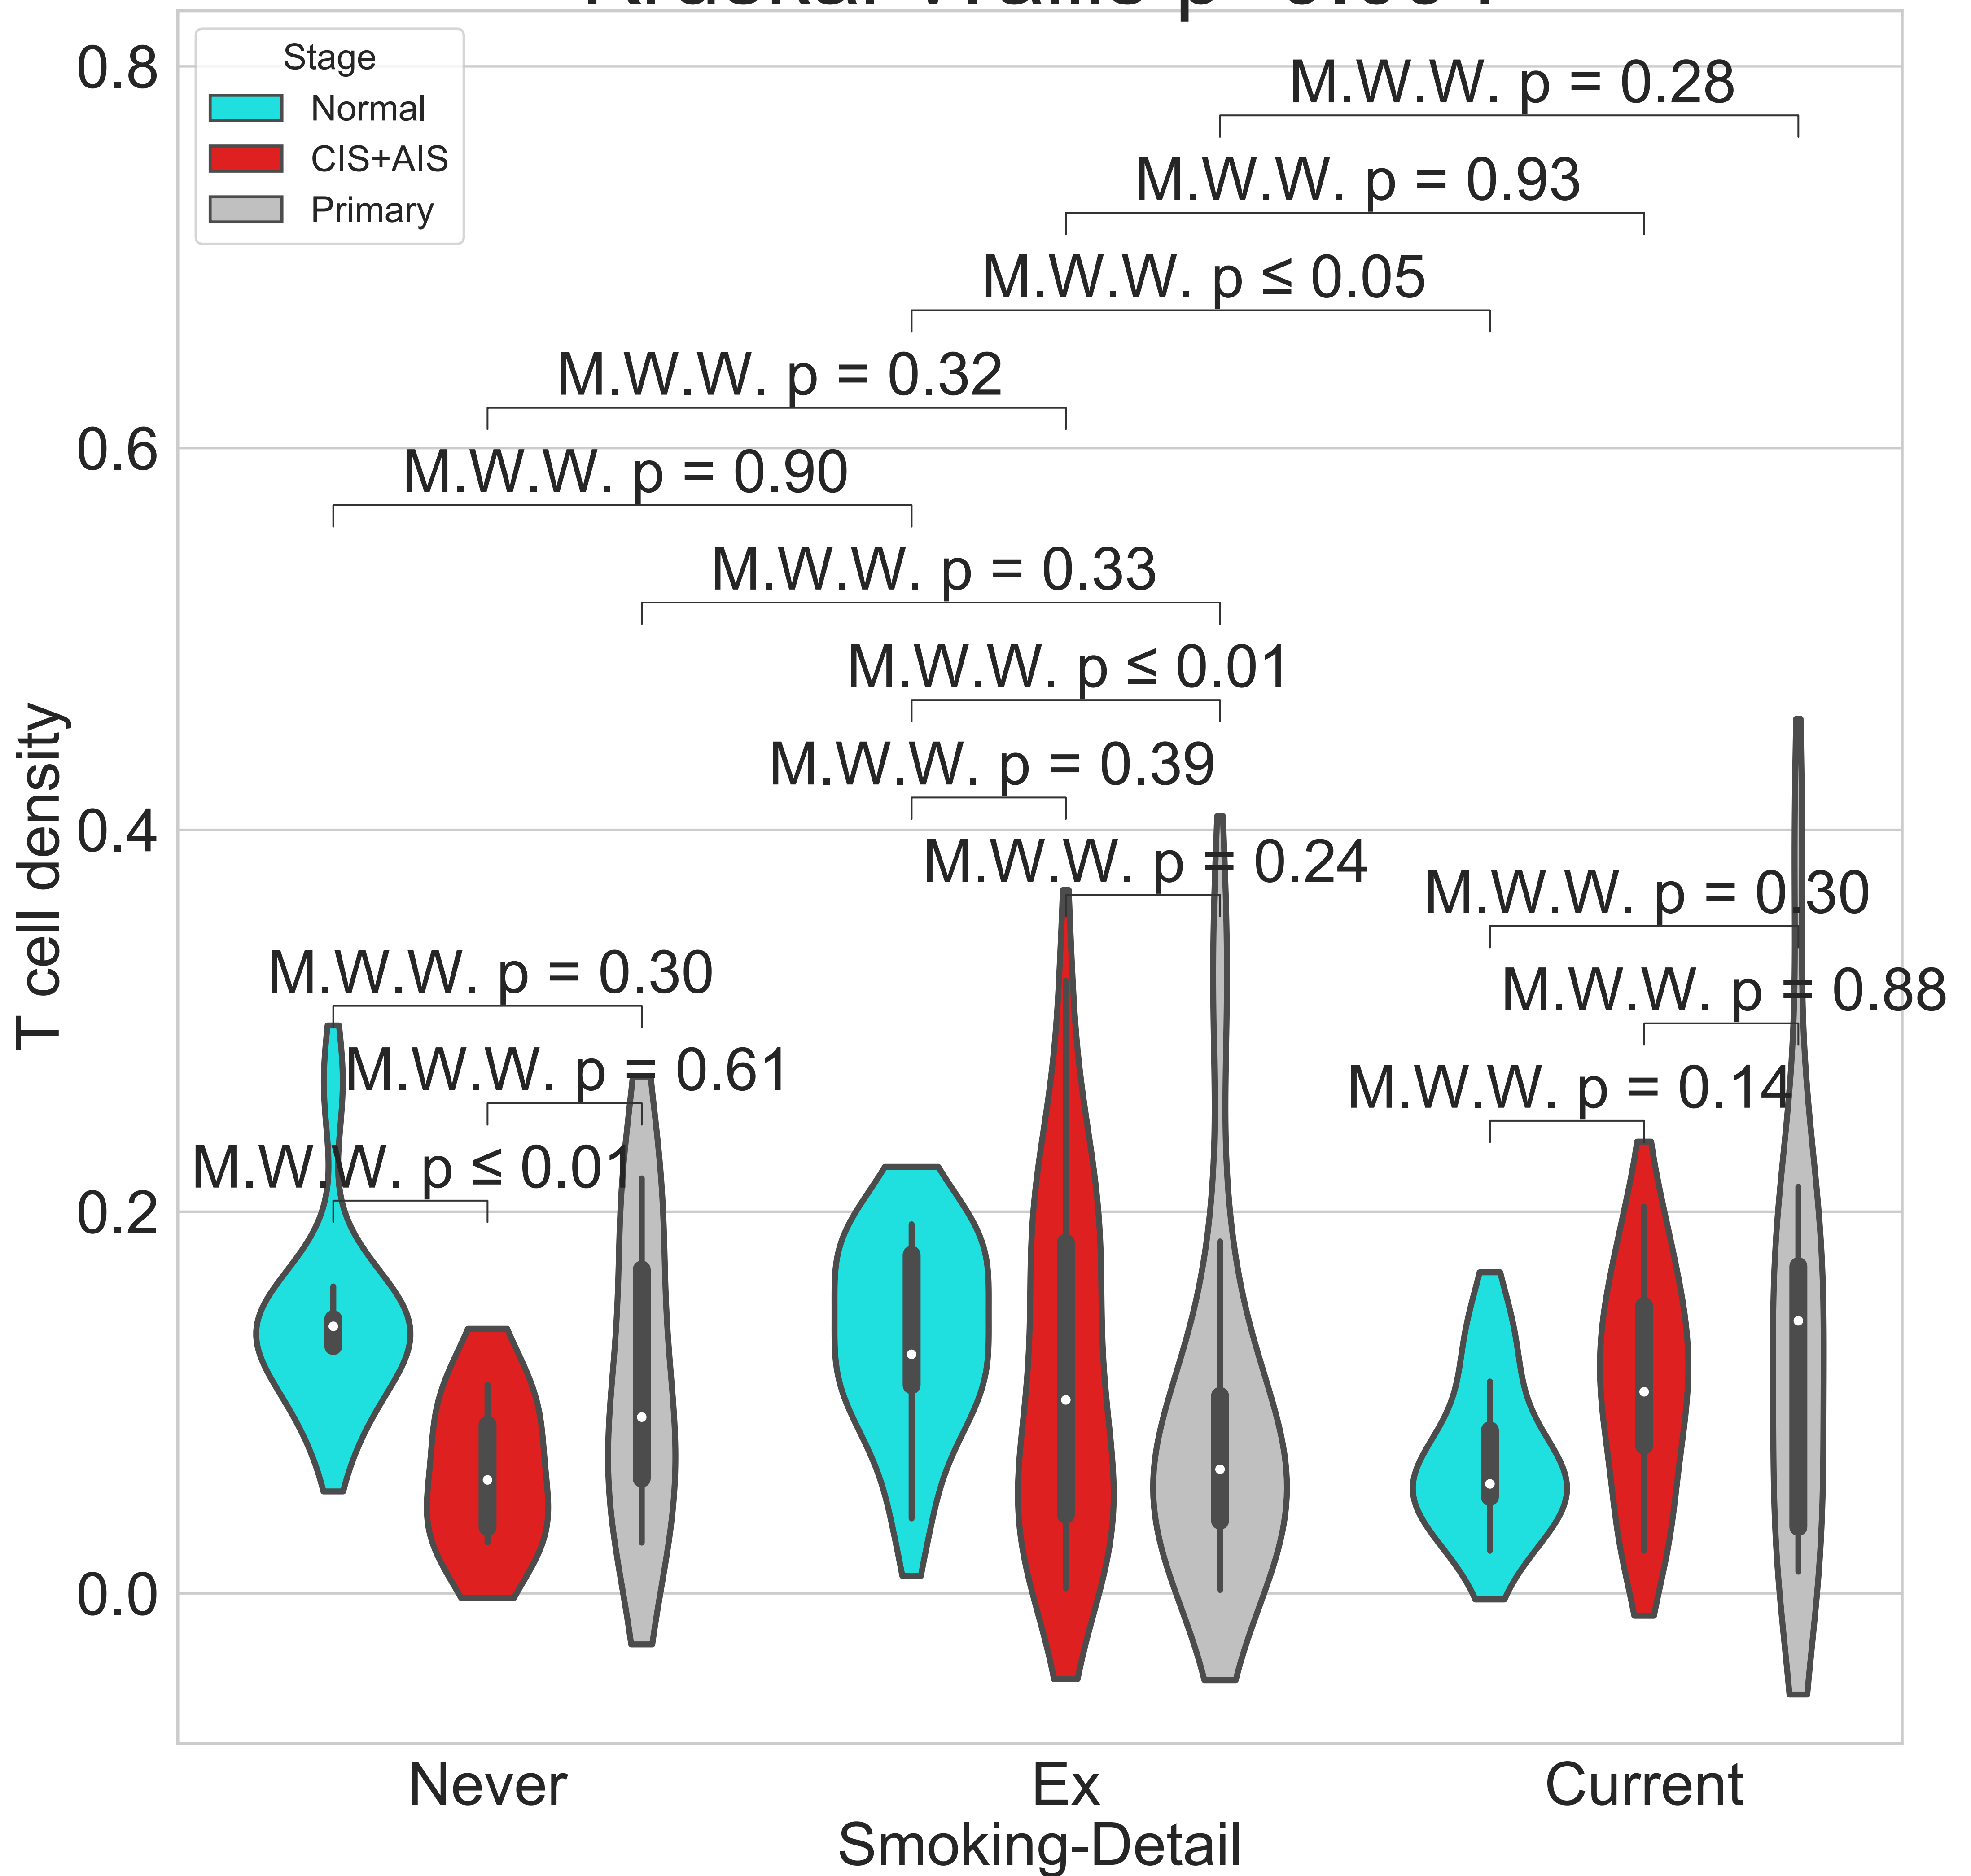 0.8
0.6
0.4
0.2
0.0
T cell density
Stage
Normal
CIS+AIS
Primary
M.W.W. p = 0.28
M.W.W. p = 0.93
M.W.W. p ≤ 0.05
M.W.W. p = 0.32
M.W.W. p = 0.90
M.W.W. p = 0.33
M.W.W. p ≤ 0.01
M.W.W. p = 0.39
M.W.W. p = 0.24
M.W.W. p = 0.30
M.W.W. p = 0.30
M.W.W. p = 0.88
M.W.W. p = 0.61
M.W.W. p = 0.14
M.W.W. p ≤ 0.01
Never
Ex
Current
Smoking-Detail